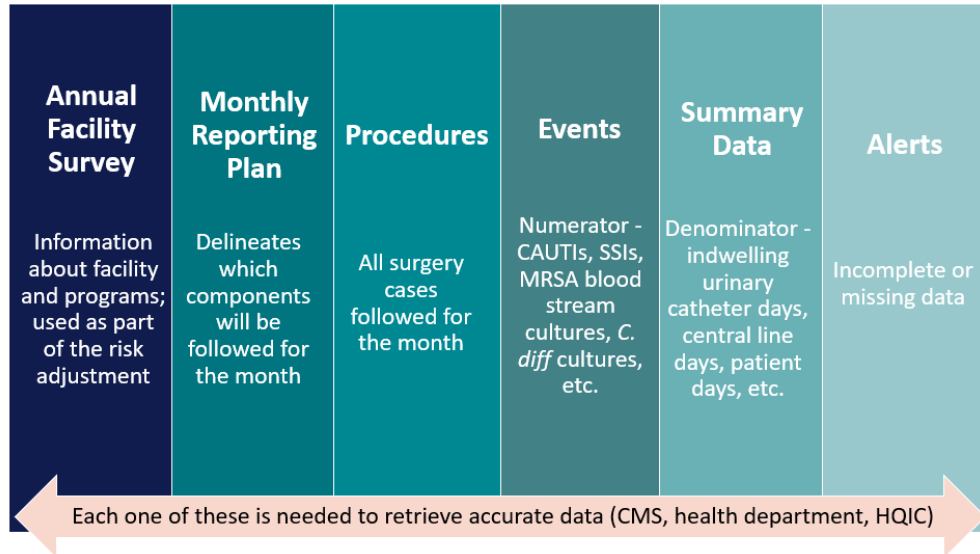 Annual
Facility
Survey
Information
about facility
and programs;
used as part
of the risk
adjustment
Monthly
Reporting
Plan
Delineates
which
components
will be
followed for
the month
Procedures
All surgery
cases
followed for
the month
Events
Numerator -
CAUTIs, SSIs,
MRSA blood
stream
cultures, C.
diff cultures,
etc.
Summary
Data
Denominator -
indwelling
urinary
catheter days,
central line
days, patient
days, etc.
Alerts
Incomplete or
missing data
Each one of these is needed to retrieve accurate data (CMS, health department, HQIC)